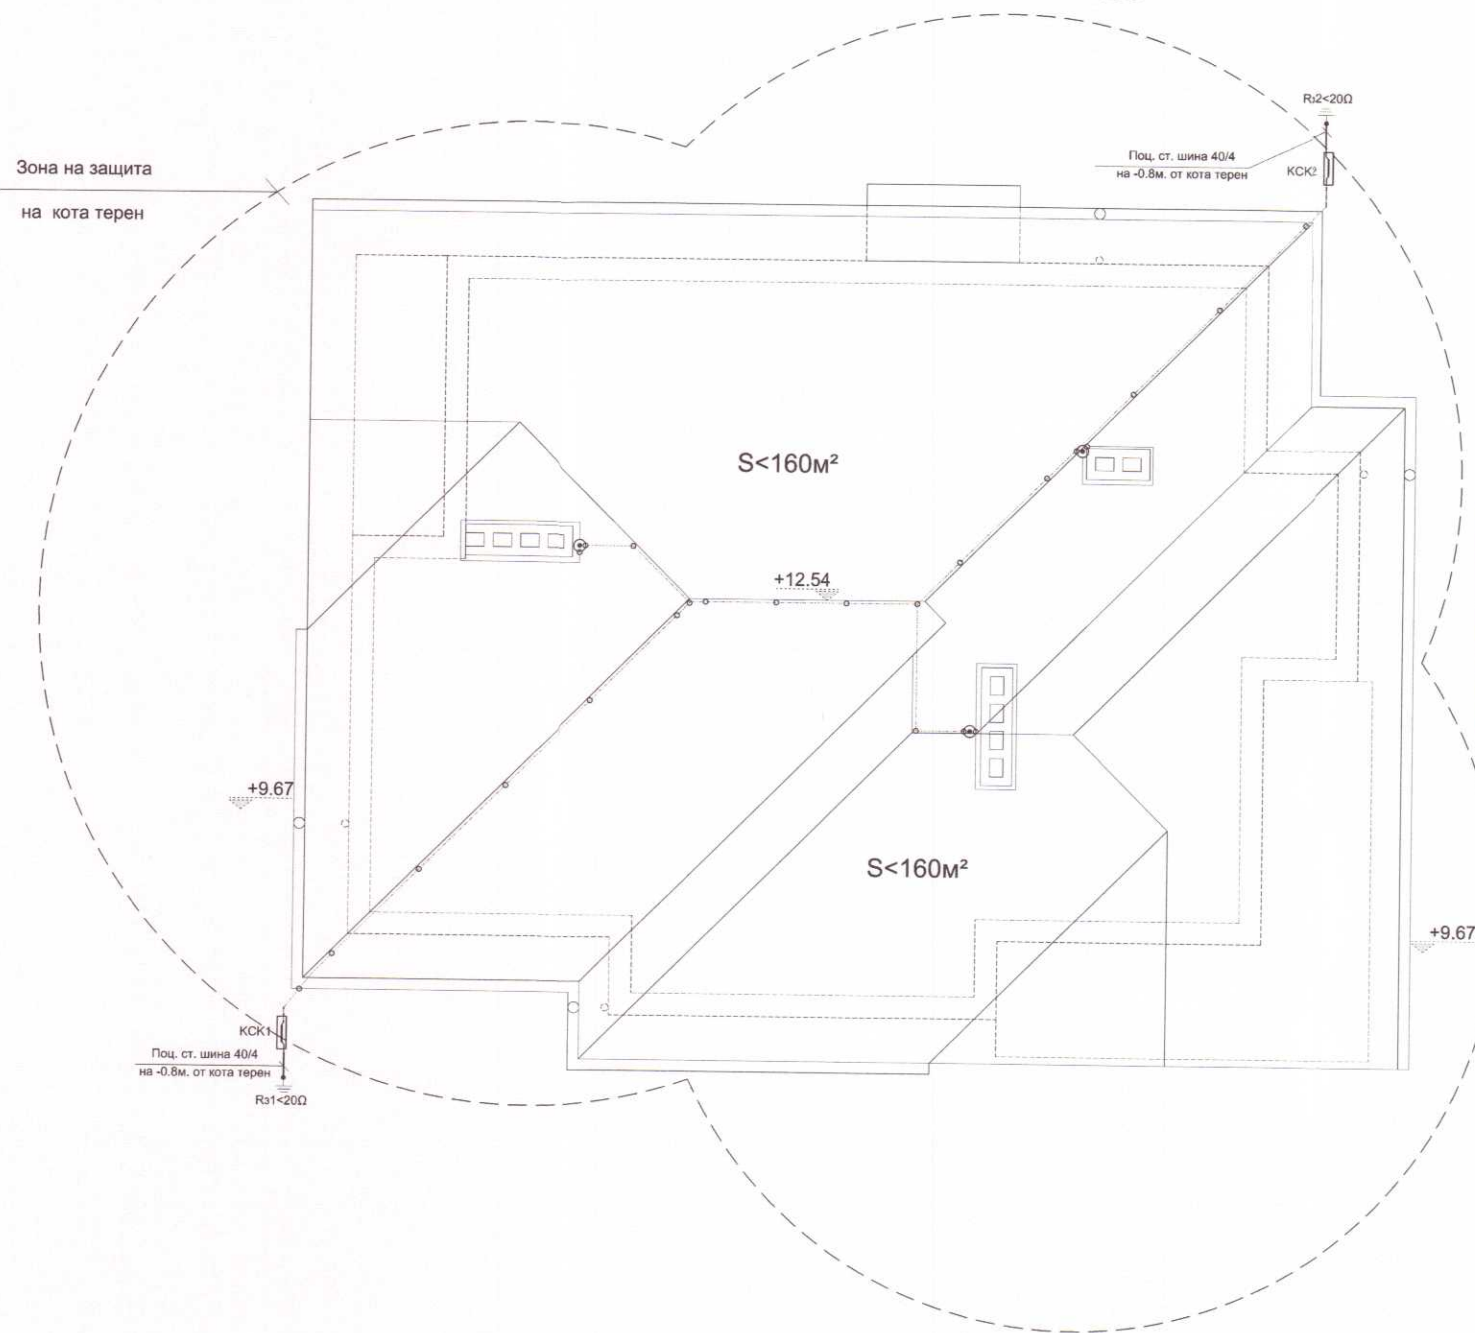 Rз2<20Ω
Поц. ст. шина 40/4
на -0.8м. от кота терен
КСК2
Зона на защита
на кота терен
S<160м²
+12.54
+9.67
S<160м²
+9.67
КСК1
Поц. ст. шина 40/4
на -0.8м. от кота терен
Rз1<20Ω